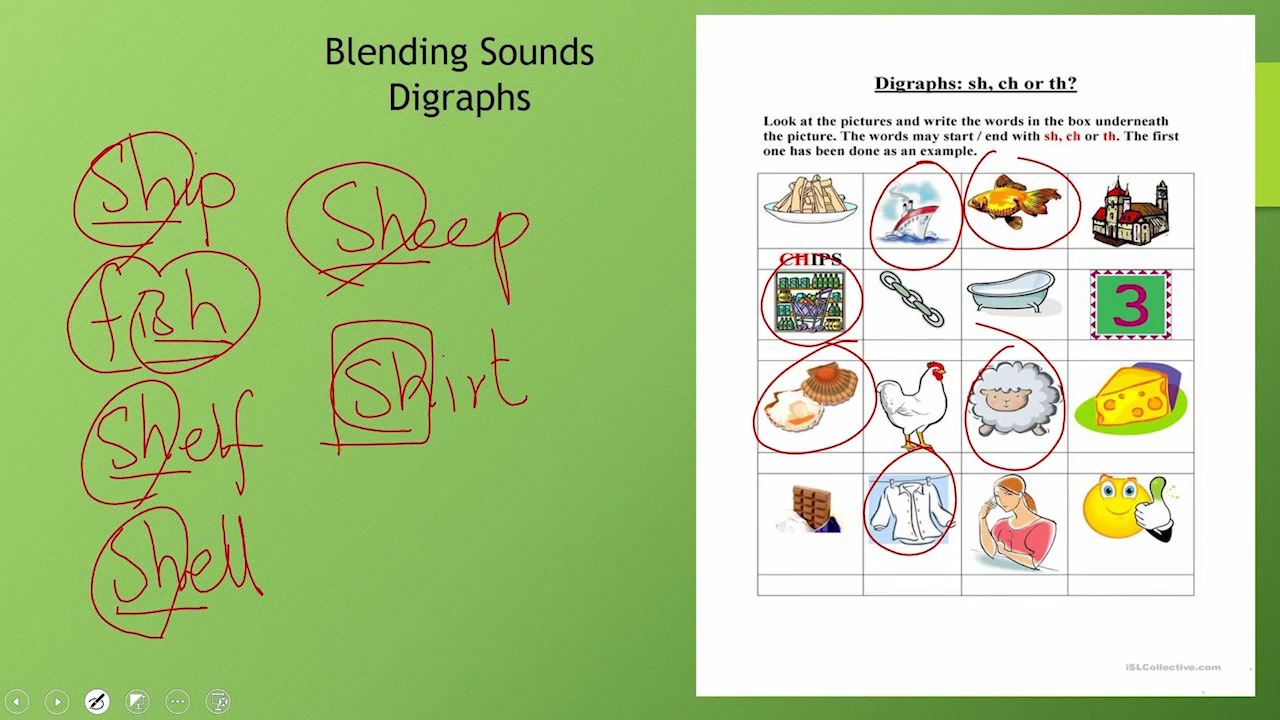 Blending Sounds
Digraphs
Ship
fish
Shelf
Shell
Sheep
Shirt
Digraphs: sh, ch or th?
Look at the pictures and write the words in the box underneath
the picture. The words may start / end with sh, ch or th. The first
one has been done as an example.
CHIPS
3
iSLCollective.com